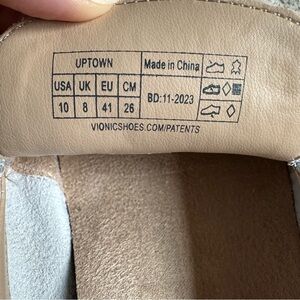 UPTOWN Made in China
USA UK EU CM
10 8 41 26 BD:11-2023
VIONICSHOES.COM/PATENTS